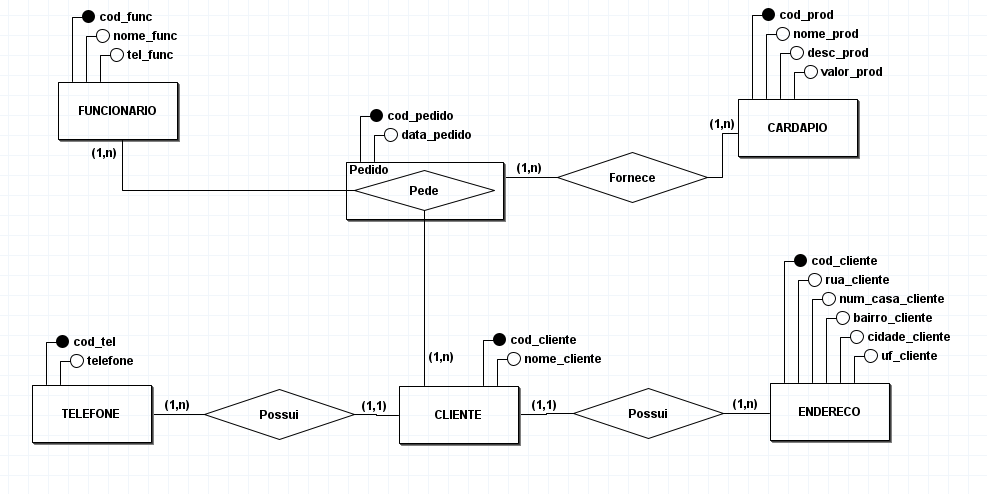 cod_func
nome_func
tel_func
FUNCIONARIO
(1,n)
cod_prod
nome_prod
desc_prod
valor_prod
CARDAPIO
(1,n)
cod_pedido
data_pedido
Pedido
Pede
(1,n)
Fornece
(1,n)
cod_tel
telefone
TELEFONE
(1,n)
Possui
(1,1)
cod_cliente
nome_cliente
CLIENTE
(1,1)
Possui
(1,n)
cod_cliente
rua_cliente
num_casa_cliente
bairro_cliente
cidade_cliente
uf_cliente
ENDERECO